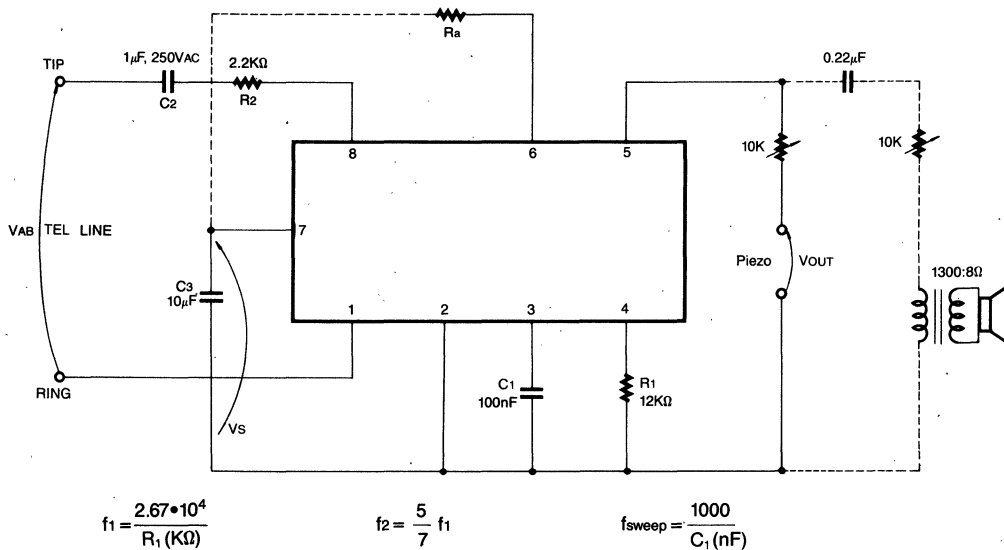 Ra
1μF, 250VAC
TIP
C2
2.2KΩ
R2
0.22μF
8
6
5
10K
10K
VAB TEL LINE
7
Piezo
VOUT
1300:8Ω
C3
10μF
1
2
3
4
RING
C1
100nF
R1
12KΩ
VS
f1 = 2.67•10⁴ / R1 (KΩ)
f2 = 5/7 f1
fsweep = 1000 / C1 (nF)